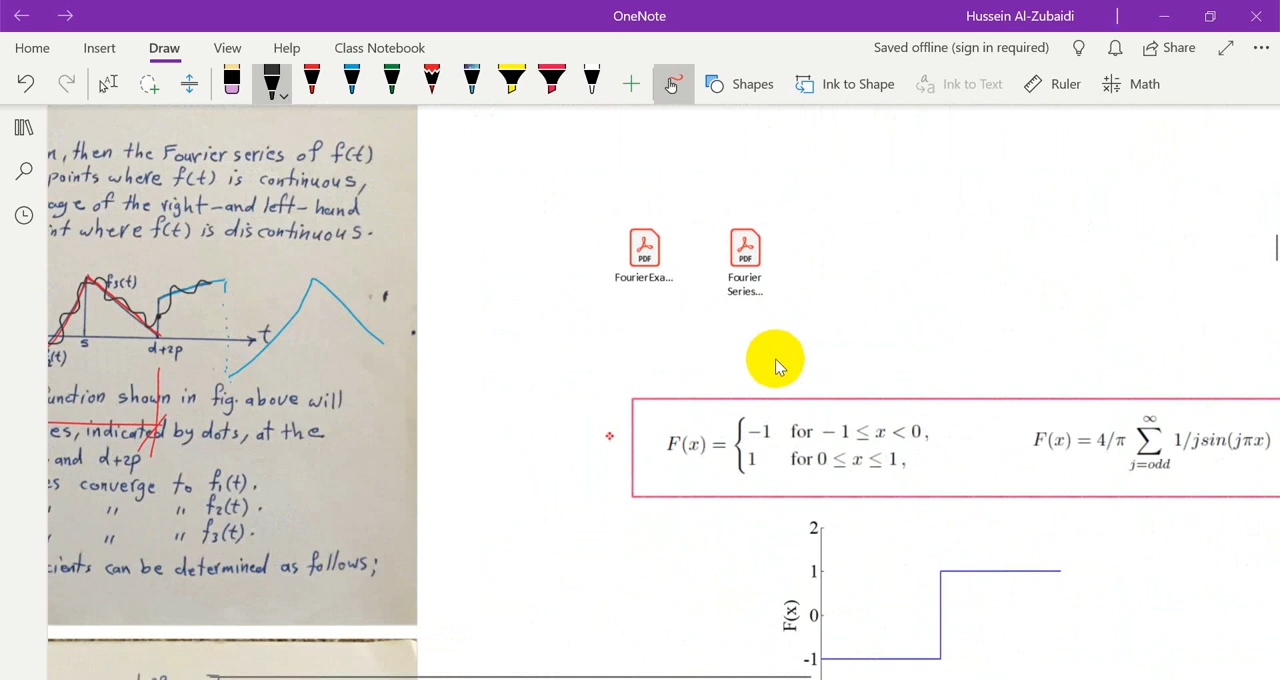 OneNote
Hussein Al-Zubaidi
Home Insert Draw View Help Class Notebook
Saved offline (sign in required) Share
Shapes Ink to Shape Ink to Text Ruler Math
n, then the Fourier series of f(t)
points where f(t) is continuous,
age of the right-and left-hand
int where f(t) is discontinuous.
f₃(t)
t
s
d+2p
(t)
unction shown in fig. above will
es, indicated by dots, at the
and d+2p
es converge to f₁(t).
" " f₂(t).
" " f₃(t).
cients can be determined as follows;
PDF PDF
FourierExa... Fourier
Series...
F(x) = { -1 for − 1 ≤ x < 0,
1 for 0 ≤ x ≤ 1,
F(x) = 4/π ∑_{j=odd}^{∞} 1/jsin(jπx)
2
1
0
-1
F(x)